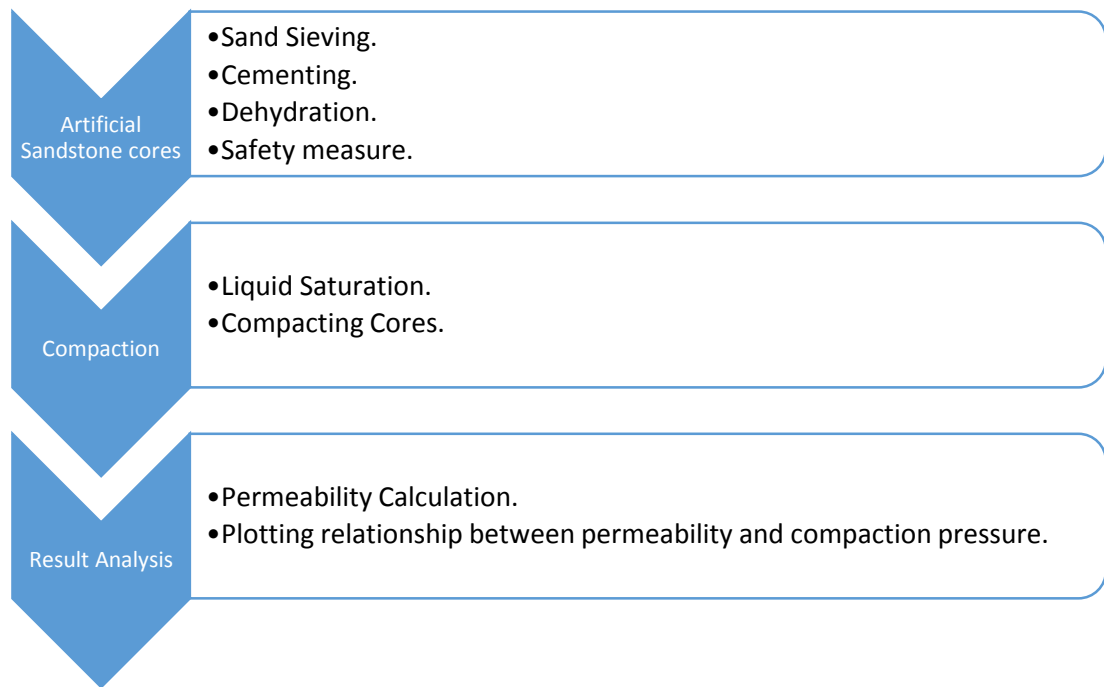 Artificial
Sandstone cores
•Sand Sieving.
•Cementing.
•Dehydration.
•Safety measure.
Compaction
•Liquid Saturation.
•Compacting Cores.
Result Analysis
•Permeability Calculation.
•Plotting relationship between permeability and compaction pressure.